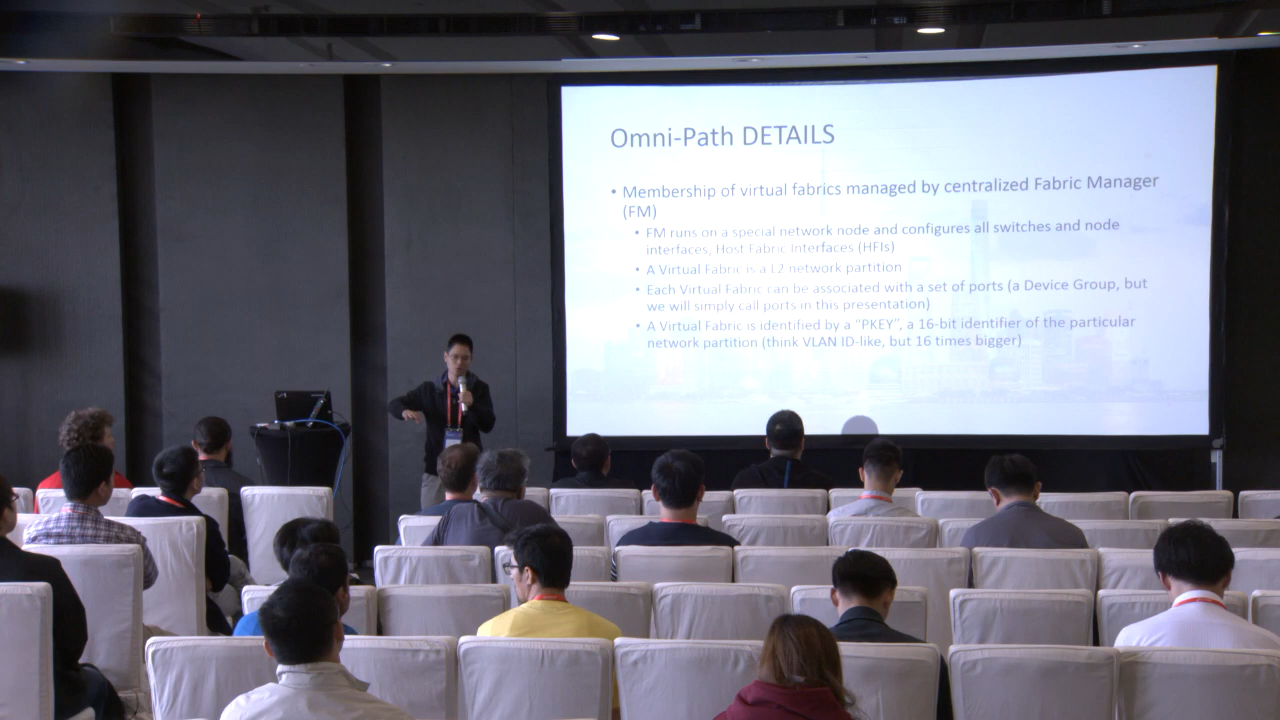 Omni-Path DETAILS
• Membership of virtual fabrics managed by centralized Fabric Manager
(FM)
• FM runs on a special network node and configures all switches and node
interfaces, Host Fabric Interfaces (HFIs)
• A Virtual Fabric is a L2 network partition
• Each Virtual Fabric can be associated with a set of ports (a Device Group, but
we will simply call ports in this presentation)
• A Virtual Fabric is identified by a “PKEY”, a 16-bit identifier of the particular
network partition (think VLAN ID-like, but 16 times bigger)